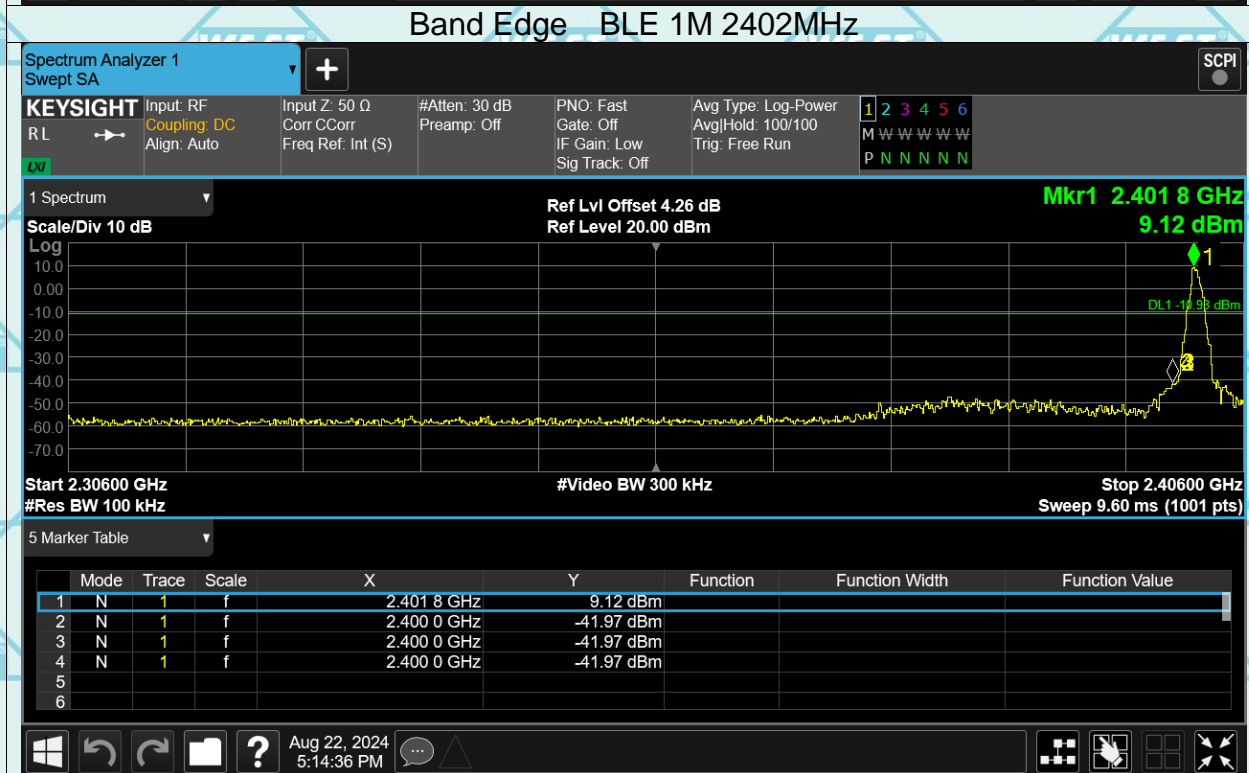 Band Edge BLE 1M 2402MHz
Spectrum Analyzer 1
Swept SA
SCPI
KEYSIGHT
R L
LXI
Input: RF
Coupling: DC
Align: Auto
Input Z: 50 Ω
Corr CCorr
Freq Ref: Int (S)
#Atten: 30 dB
Preamp: Off
PNO: Fast
Gate: Off
IF Gain: Low
Sig Track: Off
Avg Type: Log-Power
Avg|Hold: 100/100
Trig: Free Run
1 2 3 4 5 6
M W W W W W
P N N N N N
1 Spectrum
Scale/Div 10 dB
Ref Lvl Offset 4.26 dB
Ref Level 20.00 dBm
Mkr1 2.401 8 GHz
9.12 dBm
Log
10.0
0.00
-10.0
-20.0
-30.0
-40.0
-50.0
-60.0
-70.0
1
DL1 -10.93 dBm
Start 2.30600 GHz
#Res BW 100 kHz
#Video BW 300 kHz
Stop 2.40600 GHz
Sweep 9.60 ms (1001 pts)
5 Marker Table
Mode Trace Scale X Y Function Function Width Function Value
1 N 1 f 2.401 8 GHz 9.12 dBm
2 N 1 f 2.400 0 GHz -41.97 dBm
3 N 1 f 2.400 0 GHz -41.97 dBm
4 N 1 f 2.400 0 GHz -41.97 dBm
5
6
?
Aug 22, 2024
5:14:36 PM